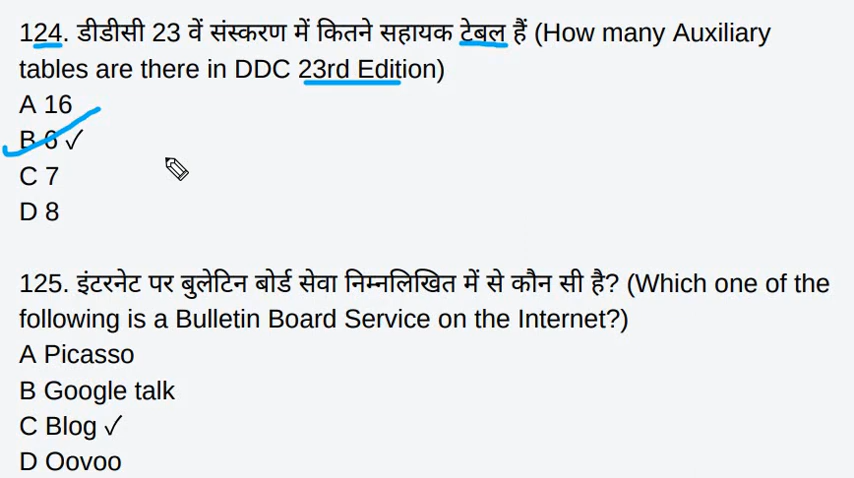 124. डीडीसी 23 वें संस्करण में कितने सहायक टेबल हैं (How many Auxiliary
tables are there in DDC 23rd Edition)
A 16
B 6 ✓
C 7
D 8
125. इंटरनेट पर बुलेटिन बोर्ड सेवा निम्नलिखित में से कौन सी है? (Which one of the
following is a Bulletin Board Service on the Internet?)
A Picasso
B Google talk
C Blog ✓
D Oovoo